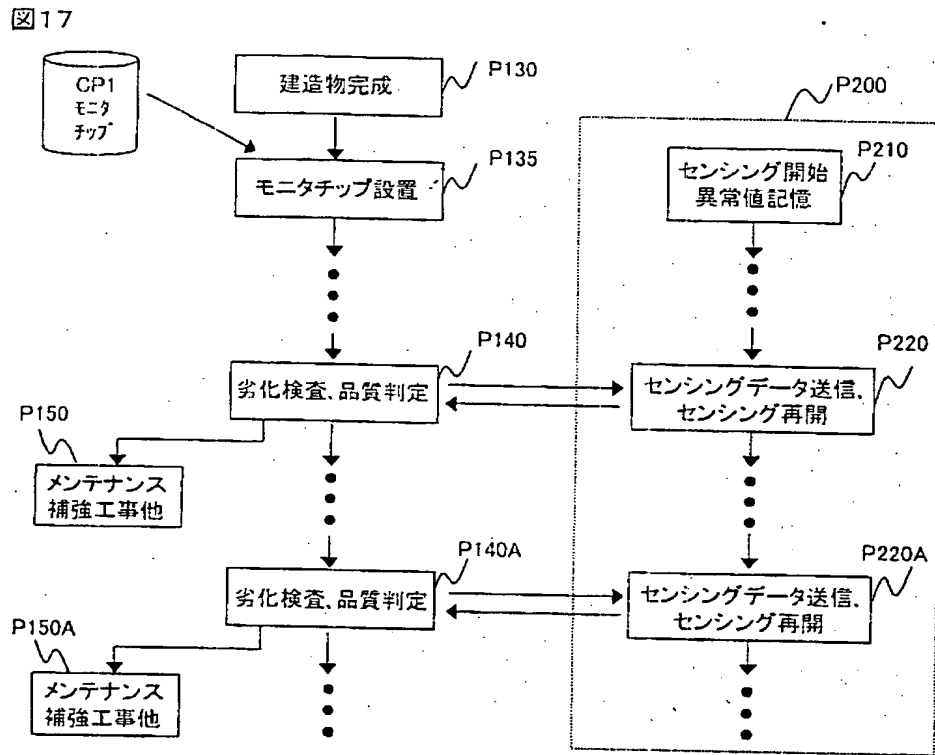 図17
CP1
モニタ
チップ
建造物完成
P130
P200
モニタチップ設置
P135
センシング開始
異常値記憶
P210
劣化検査、品質判定
P140
センシングデータ送信、
センシング再開
P220
P150
メンテナンス
補強工事他
劣化検査、品質判定
P140A
センシングデータ送信、
センシング再開
P220A
P150A
メンテナンス
補強工事他